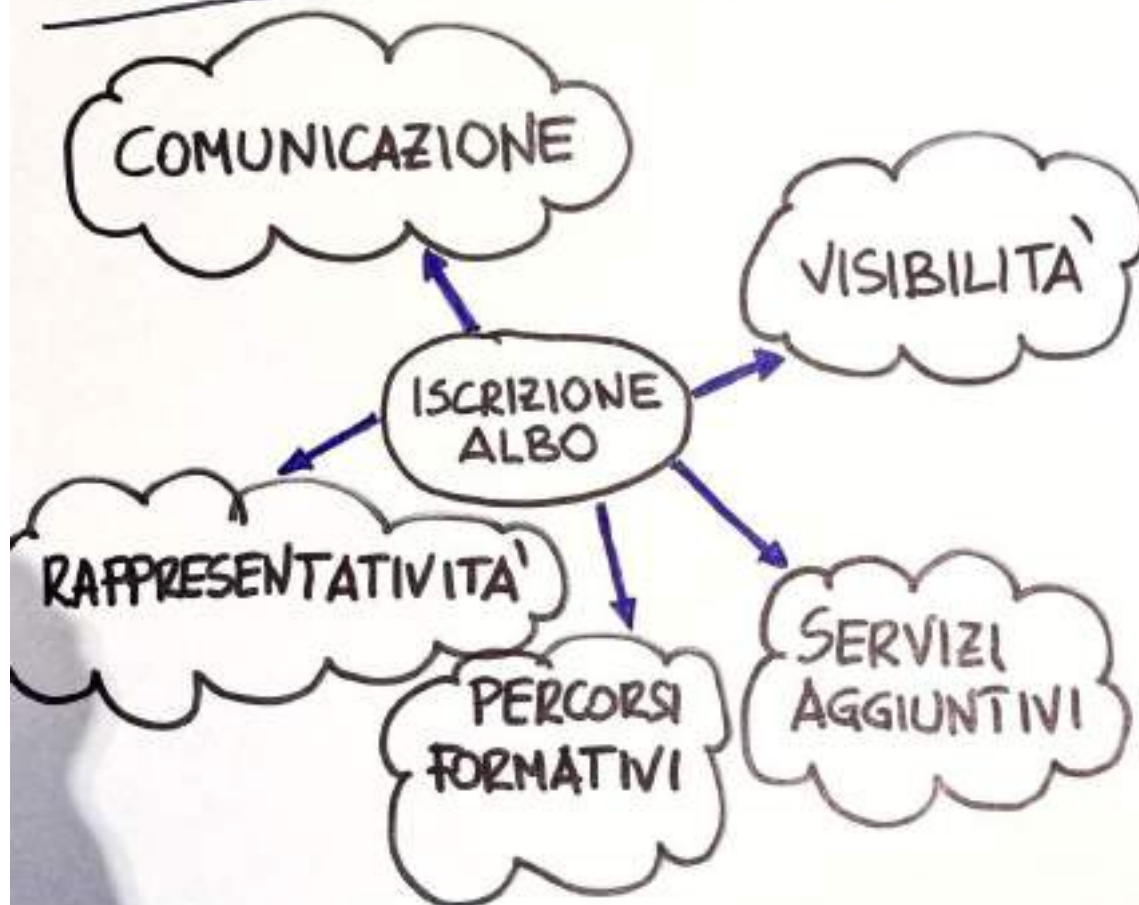 COMUNICAZIONE
VISIBILITÀ
ISCRIZIONE
ALBO
RAPPRESENTATIVITÀ
PERCORSI
FORMATIVI
SERVIZI
AGGIUNTIVI